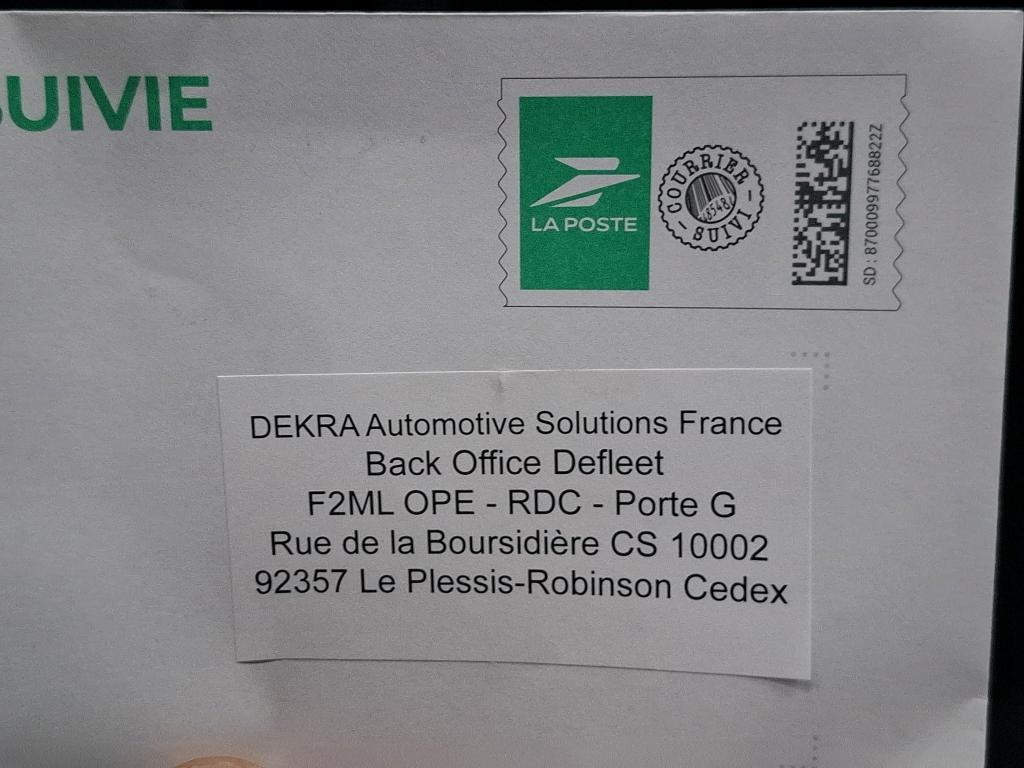 SUIVIE
LA POSTE
COURRIER
SUIVI
SD : 87000997768822Z
DEKRA Automotive Solutions France
Back Office Defleet
F2ML OPE - RDC - Porte G
Rue de la Boursidière CS 10002
92357 Le Plessis-Robinson Cedex